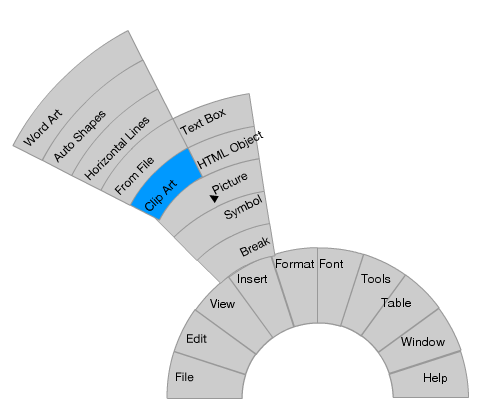 Word Art
Auto Shapes
Horizontal Lines
From File
Clip Art
Text Box
HTML Object
Picture
Symbol
Break
File
Edit
View
Insert
Format
Font
Tools
Table
Window
Help